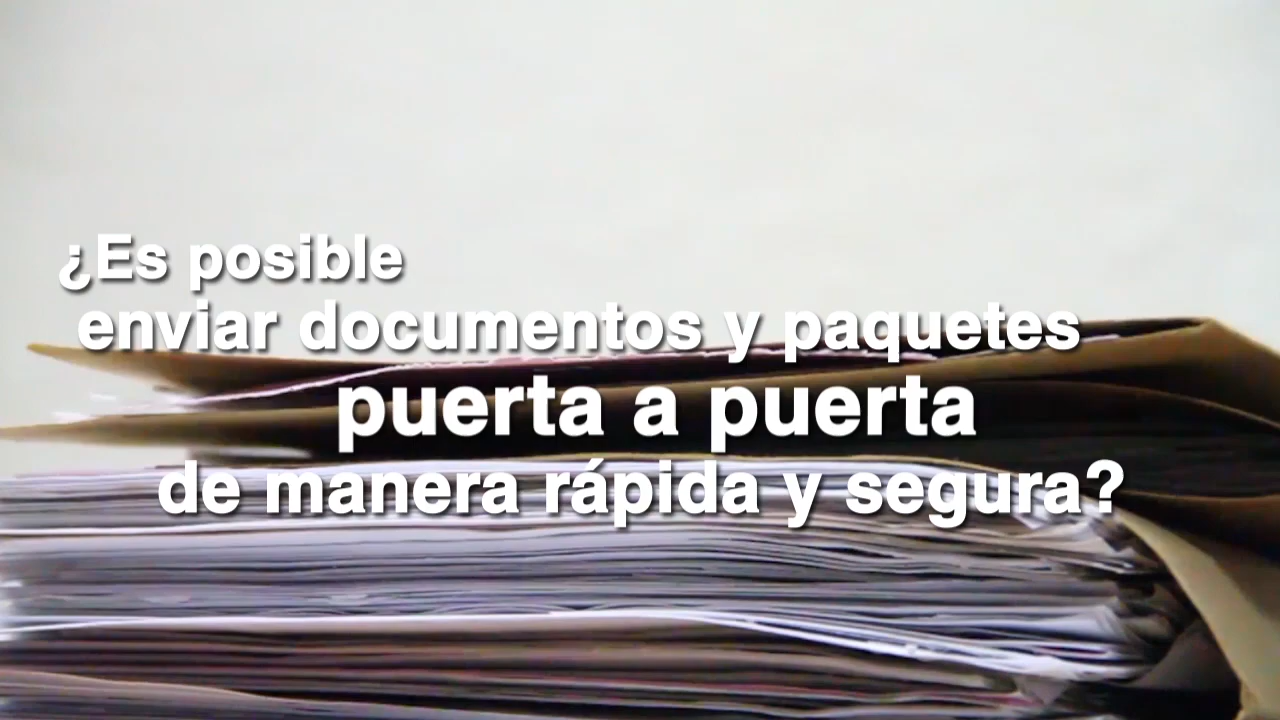 ¿Es posible
enviar documentos y paquetes
puerta a puerta
de manera rápida y segura?